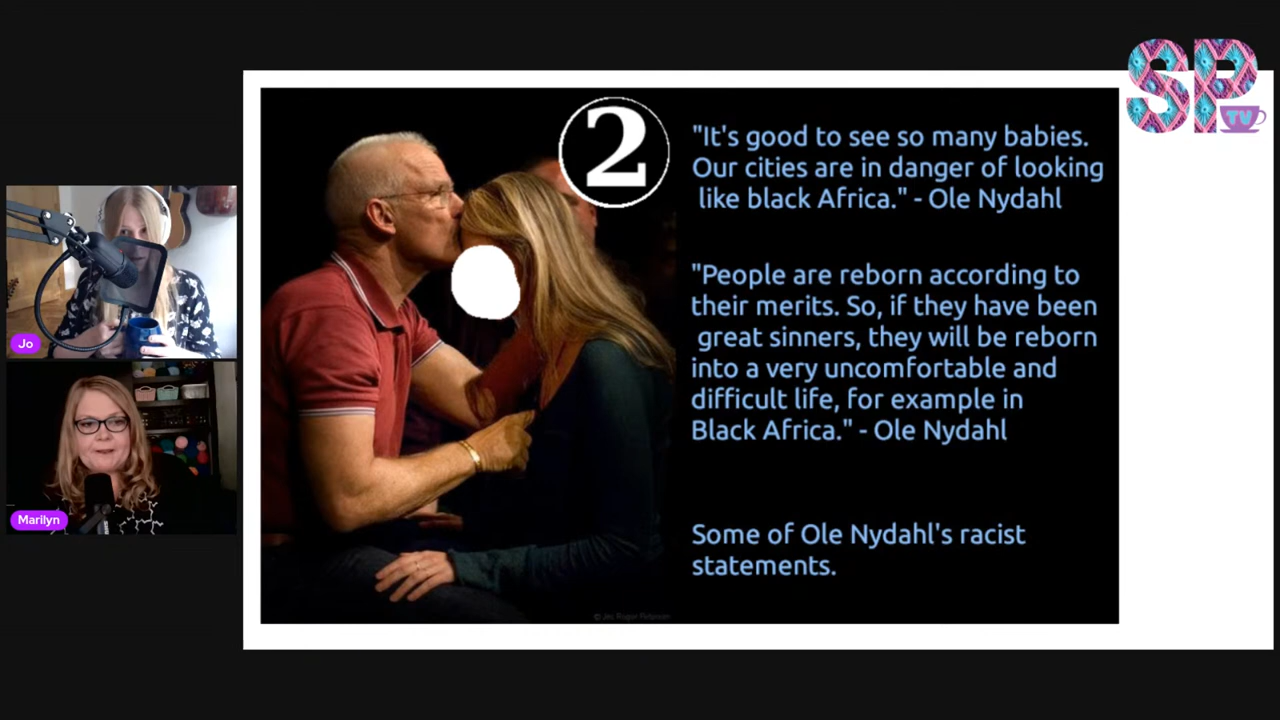 SP
TV
2
"It's good to see so many babies.
Our cities are in danger of looking
like black Africa." - Ole Nydahl
"People are reborn according to
their merits. So, if they have been
great sinners, they will be reborn
into a very uncomfortable and
difficult life, for example in
Black Africa." - Ole Nydahl
Some of Ole Nydahl's racist
statements.
Jo
Marilyn